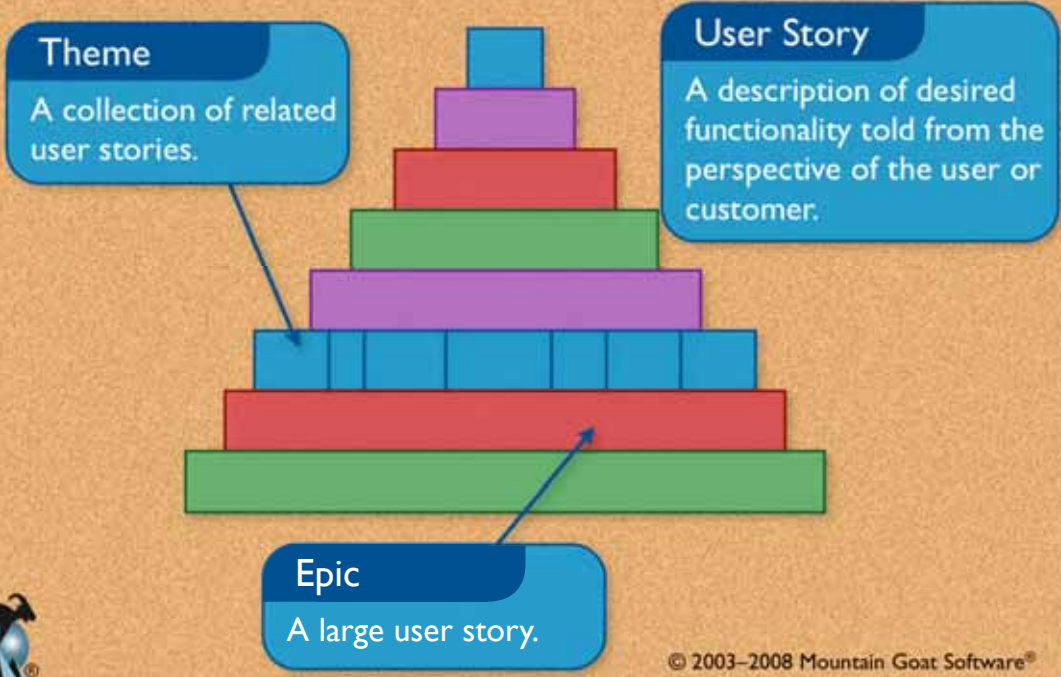 Theme
A collection of related
user stories.
User Story
A description of desired
functionality told from the
perspective of the user or
customer.
Epic
A large user story.
®
© 2003–2008 Mountain Goat Software®